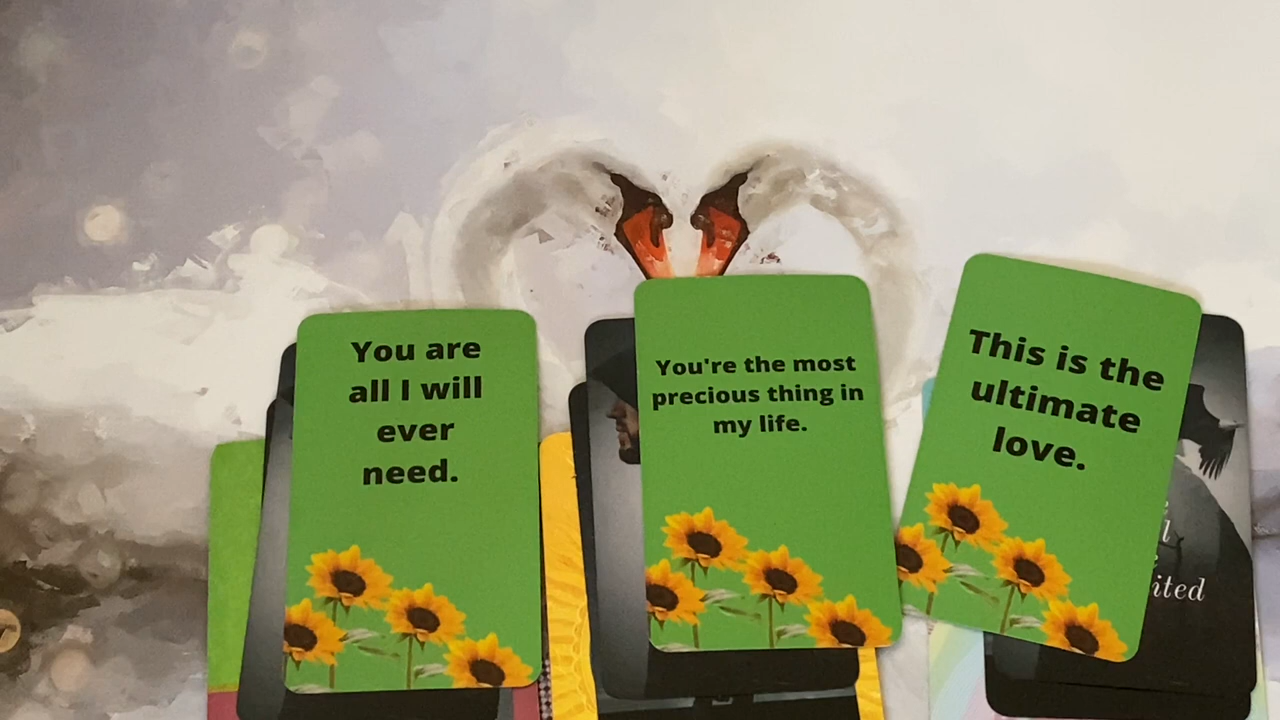 You are
all I will
ever
need.
You're the most
precious thing in
my life.
This is the
ultimate
love.